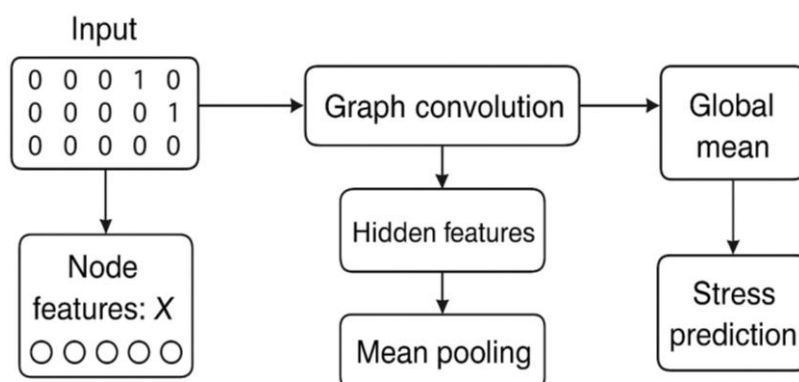 Input
0 0 0 1 0
0 0 0 0 1
0 0 0 0 0
Node
features: X
Graph convolution
Hidden features
Mean pooling
Global
mean
Stress
prediction